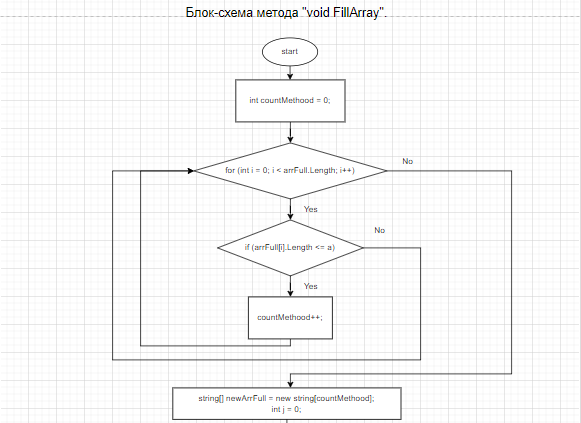 Блок-схема метода "void FillArray".
start
int countMethood = 0;
for (int i = 0; i < arrFull.Length; i++)
No
Yes
if (arrFull[i].Length <= a)
No
Yes
countMethood++;
string[] newArrFull = new string[countMethood];
int j = 0;